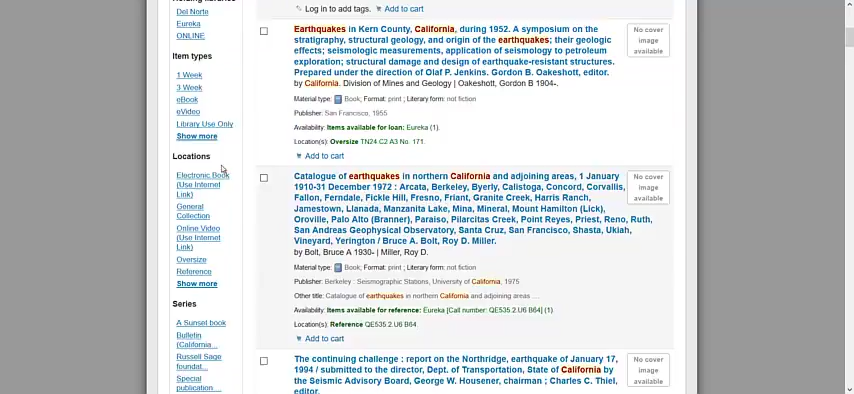 Del Norte
Eureka
ONLINE
Item types
1 Week
3 Week
eBook
eVideo
Library Use Only
Show more
Locations
Electronic Book
(Use Internet
Link)
General
Collection
Online Video
(Use Internet
Link)
Oversize
Reference
Show more
Series
A Sunset book
Bulletin
(California...
Russell Sage
foundat...
Special
publication ...
Log in to add tags. Add to cart
Earthquakes in Kern County, California, during 1952. A symposium on the
stratigraphy, structural geology, and origin of the earthquakes; their geologic
effects; seismologic measurements, application of seismology to petroleum
exploration; structural damage and design of earthquake-resistant structures.
Prepared under the direction of Olaf P. Jenkins. Gordon B. Oakeshott, editor.
by California. Division of Mines and Geology | Oakeshott, Gordon B 1904-.
Material type: Book; Format: print ; Literary form: not fiction
Publisher: San Francisco, 1955
Availability: Items available for loan: Eureka (1).
Location(s): Oversize TN24 C2 A3 No. 171.
Add to cart
No cover
image
available
Catalogue of earthquakes in northern California and adjoining areas, 1 January
1910-31 December 1972 : Arcata, Berkeley, Byerly, Calistoga, Concord, Corvallis,
Fallon, Ferndale, Fickle Hill, Fresno, Friant, Granite Creek, Harris Ranch,
Jamestown, Llanada, Manzanita Lake, Mina, Mineral, Mount Hamilton (Lick),
Oroville, Palo Alto (Branner), Paraiso, Pilarcitas Creek, Point Reyes, Priest, Reno, Ruth,
San Andreas Geophysical Observatory, Santa Cruz, San Francisco, Shasta, Ukiah,
Vineyard, Yerington / Bruce A. Bolt, Roy D. Miller.
by Bolt, Bruce A 1930- | Miller, Roy D.
Material type: Book; Format: print ; Literary form: not fiction
Publisher: Berkeley : Seismographic Stations, University of California, 1975
Other title: Catalogue of earthquakes in northern California and adjoining areas ....
Availability: Items available for reference: Eureka [Call number: QE535.2.U6 B64] (1)
Location(s): Reference QE535.2.U6 B64.
Add to cart
No cover
image
available
The continuing challenge : report on the Northridge, earthquake of January 17,
1994 / submitted to the director, Dept. of Transportation, State of California by
the Seismic Advisory Board, George W. Housener, chairman ; Charles C. Thiel,
editor.
No cover
image
available